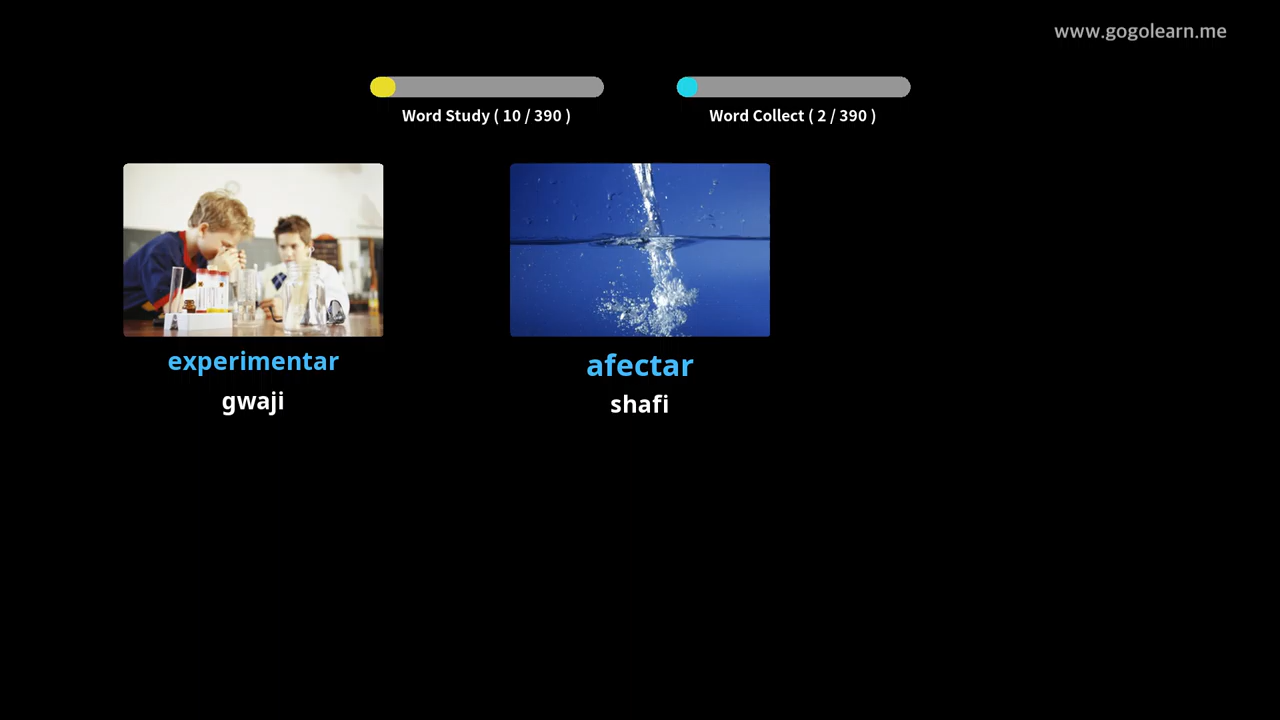 www.gogolearn.me
Word Study ( 10 / 390 )
Word Collect ( 2 / 390 )
experimentar
gwaji
afectar
shafi